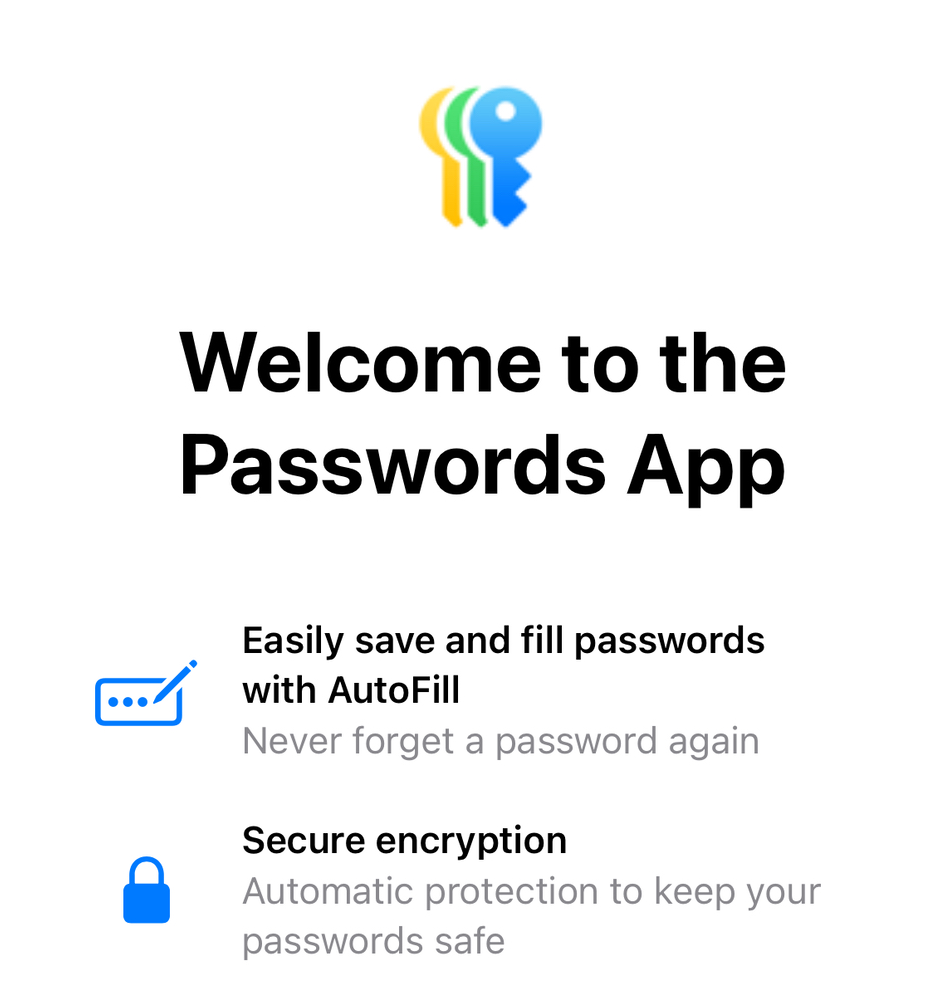 Welcome to the
Passwords App
Easily save and fill passwords
with AutoFill
Never forget a password again
Secure encryption
Automatic protection to keep your
passwords safe